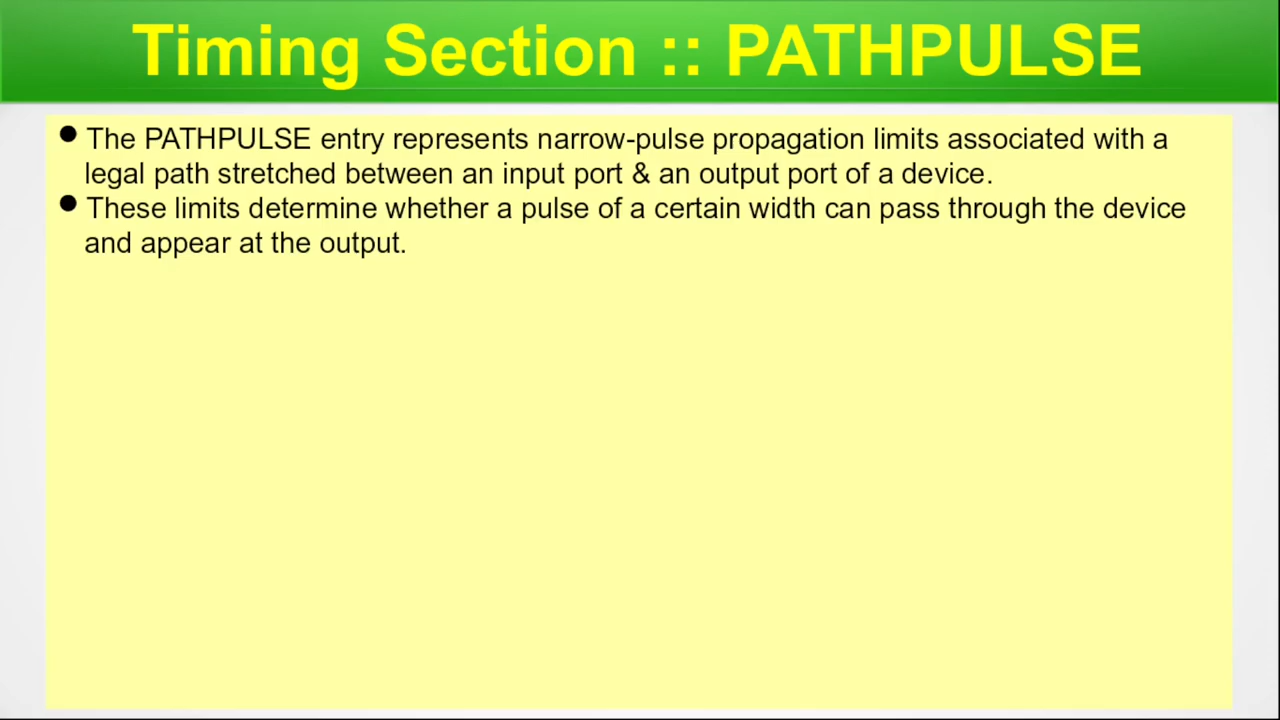 Timing Section :: PATHPULSE
● The PATHPULSE entry represents narrow-pulse propagation limits associated with a
legal path stretched between an input port & an output port of a device.
● These limits determine whether a pulse of a certain width can pass through the device
and appear at the output.